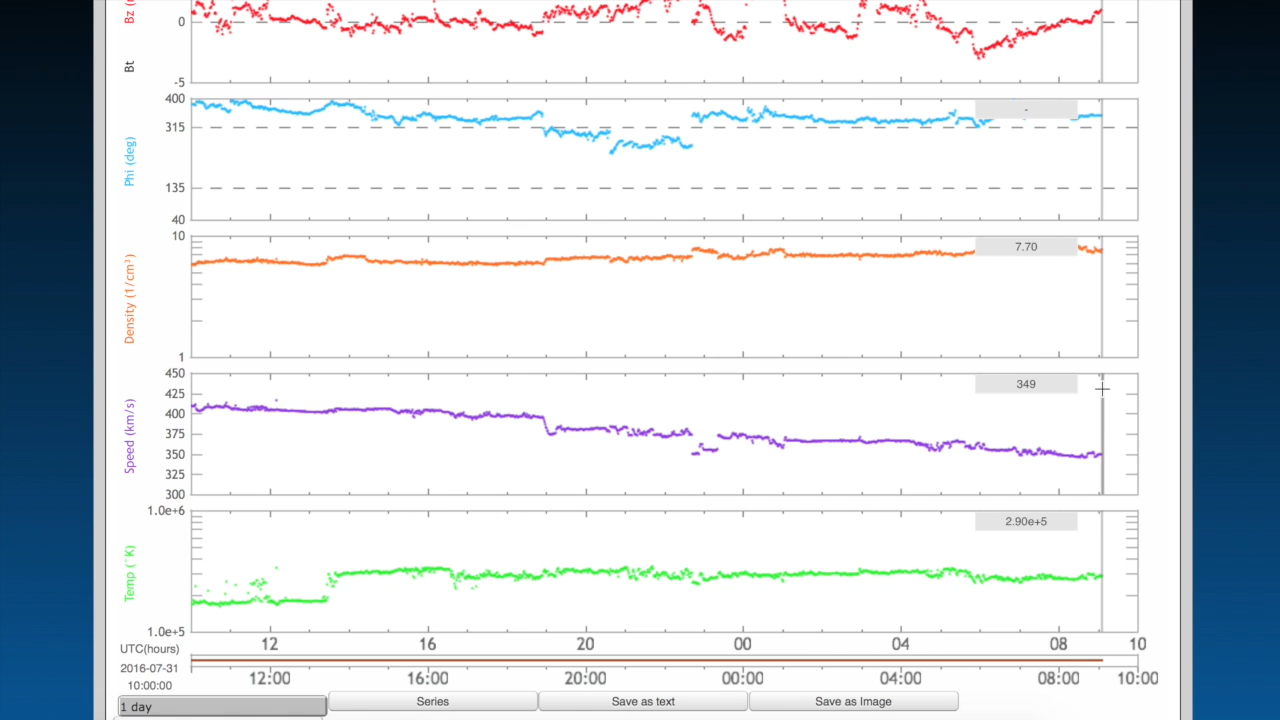 Bz (
0
Bt
-5
400
315
Phi (deg)
135
40
-
10
Density (1/cm³)
1
7.70
450
425
400
375
350
325
300
Speed (km/s)
349
1.0e+6
Temp (°K)
1.0e+5
2.90e+5
UTC(hours)
12 16 20 00 04 08 10
2016-07-31
10:00:00
12:00 16:00 20:00 00:00 04:00 08:00 10:00
1 day
Series
Save as text
Save as Image